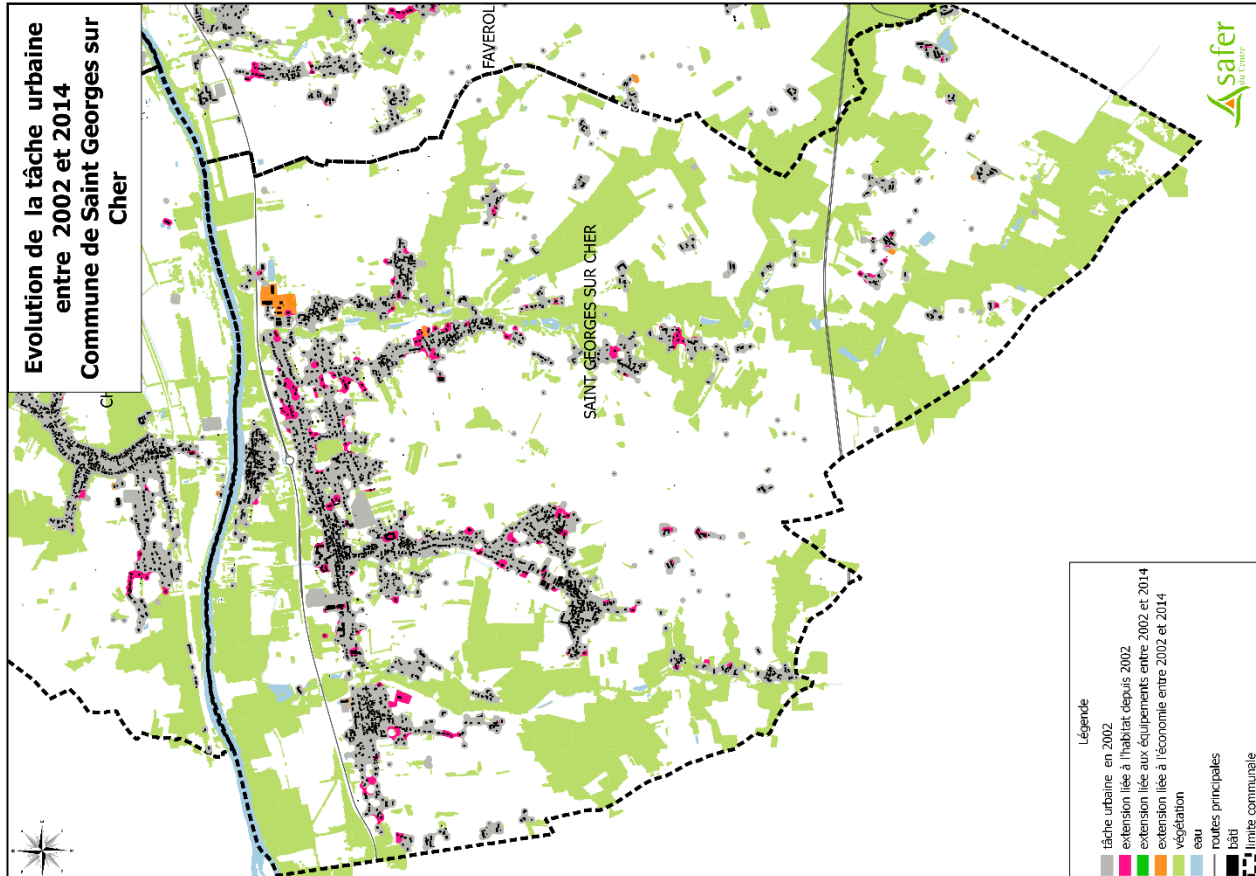 Evolution de la tâche urbaine
entre 2002 et 2014
Commune de Saint Georges sur
Cher
CH
FAVEROL
SAINT GEORGES SUR CHER
Légende
tâche urbaine en 2002
extension liée à l'habitat depuis 2002
extension liée aux équipements entre 2002 et 2014
extension liée à l'économie entre 2002 et 2014
végétation
eau
routes principales
bâti
limite communale
safer
du Centre